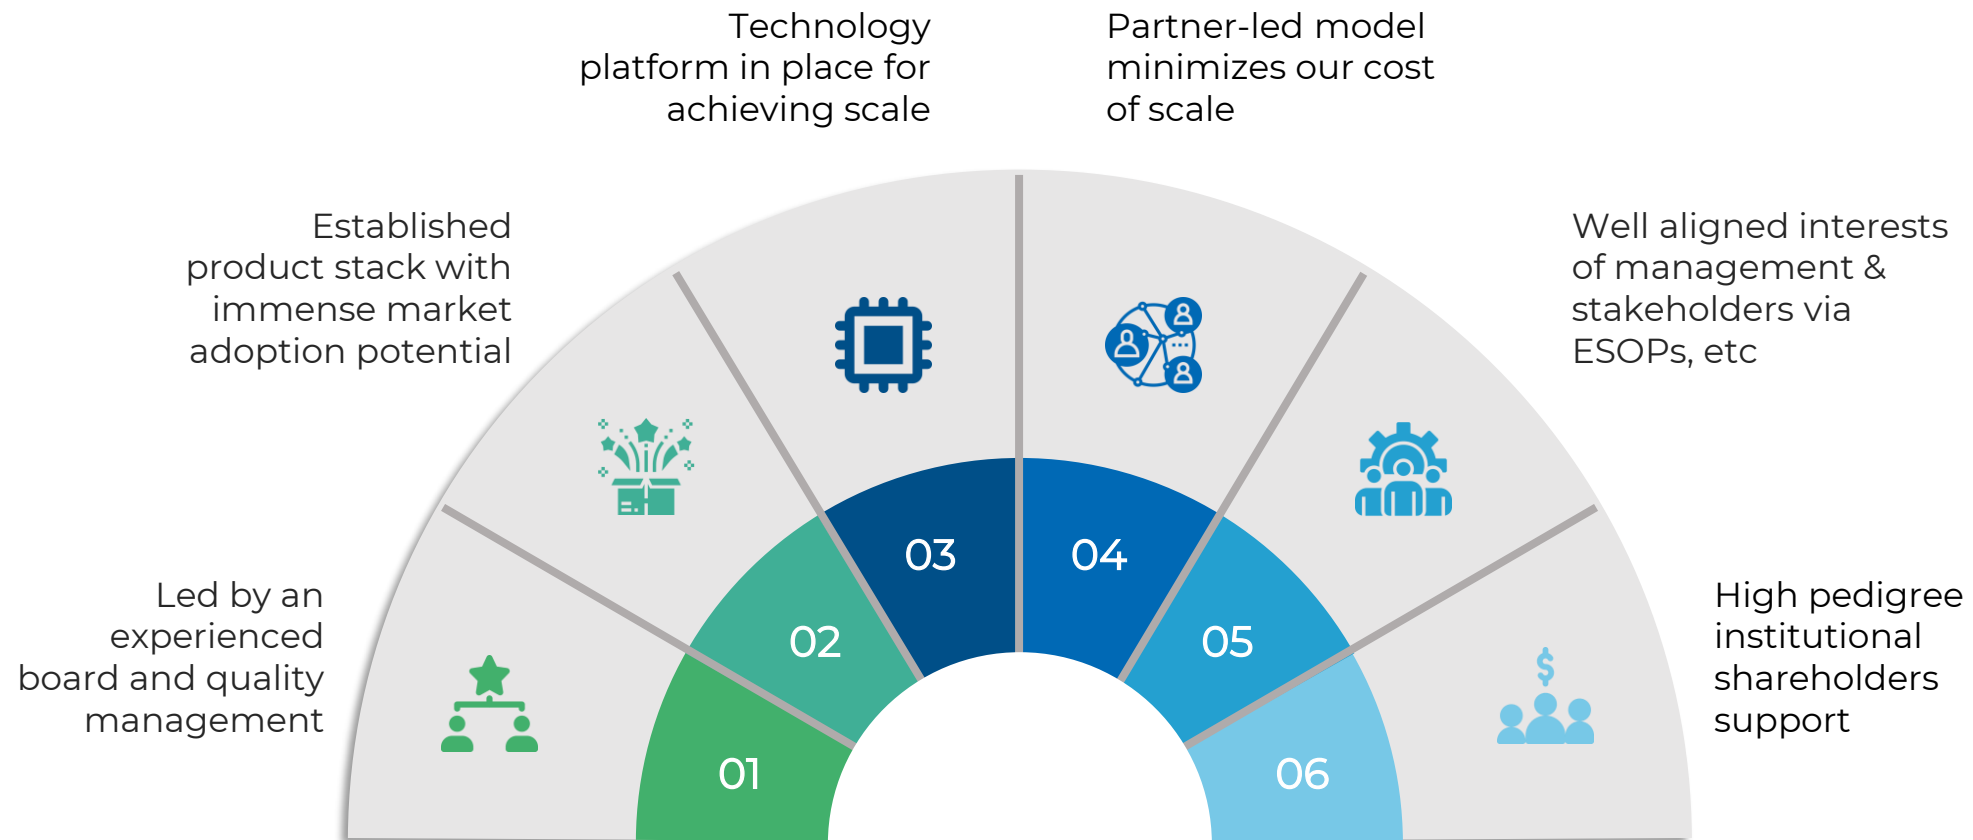 Technology
platform in place for
achieving scale
Partner-led model
minimizes our cost
of scale
Established
product stack with
immense market
adoption potential
Well aligned interests
of management &
stakeholders via
ESOPs, etc
Led by an
experienced
board and quality
management
High pedigree
institutional
shareholders
support
01
02
03
04
05
06
$